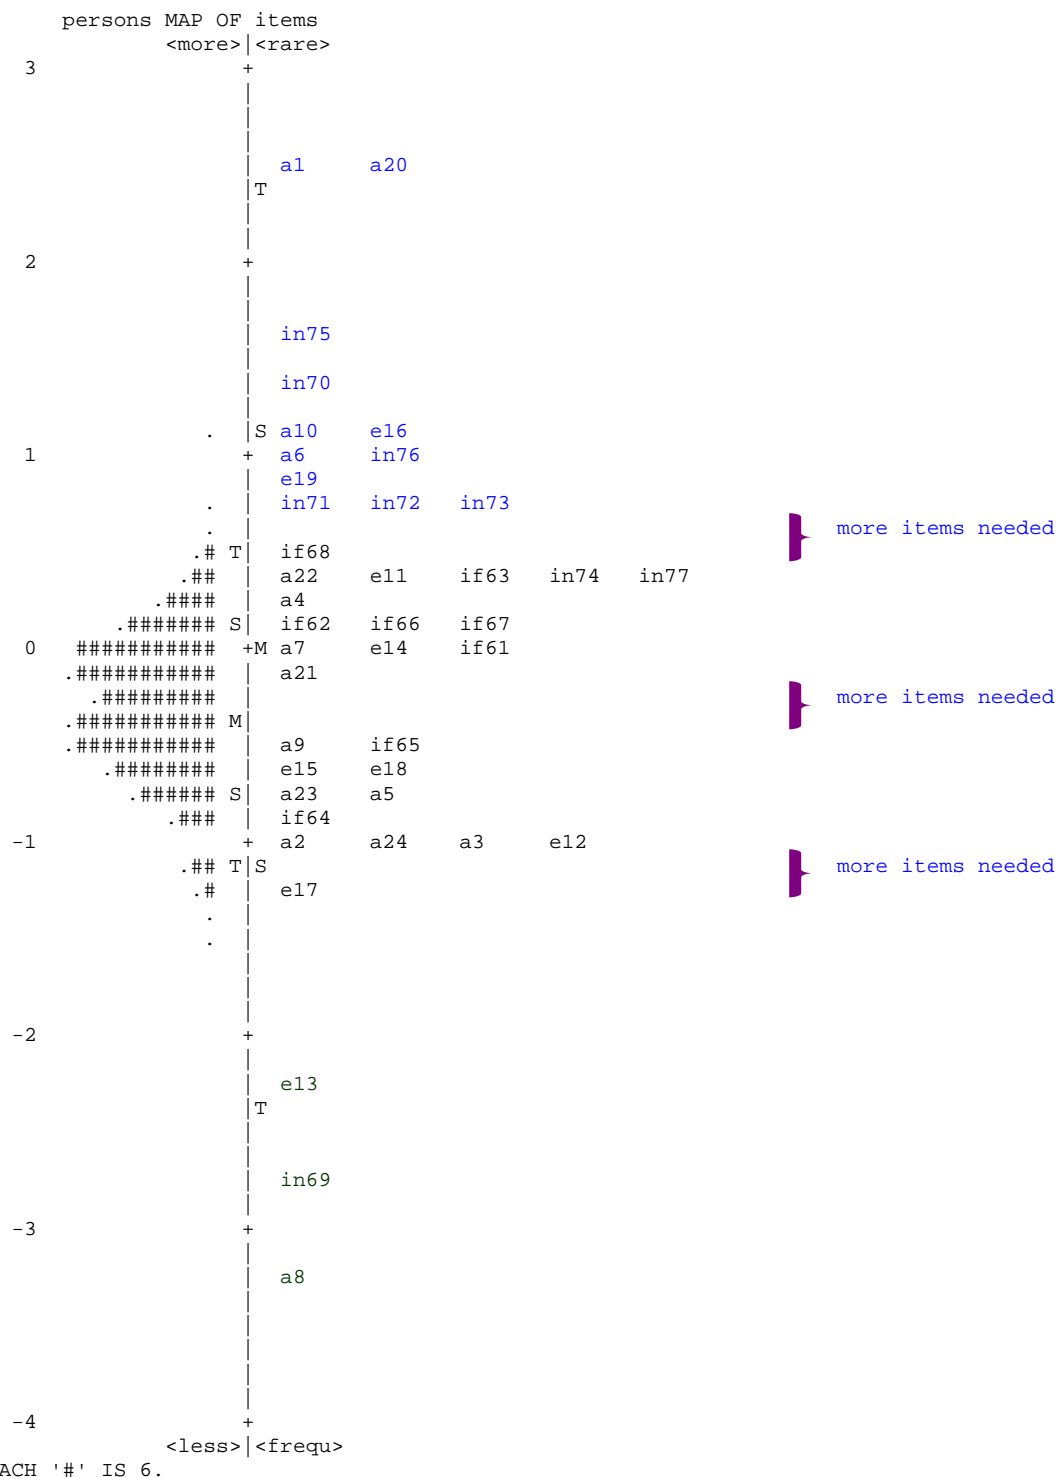 persons MAP OF items
<more>|<rare>
3 +
|
|
|
| a1 a20
|T
|
|
2 +
|
|
| in75
|
| in70
|
. |S a10 e16
1 + a6 in76
| e19
. | in71 in72 in73
. | more items needed
.# T| if68
.## | a22 e11 if63 in74 in77
.#### | a4
.####### S| if62 if66 if67
0 ########### +M a7 e14 if61
.########### | a21
.######### | more items needed
.########### M|
.########### | a9 if65
.######## | e15 e18
.###### S| a23 a5
.### | if64
-1 + a2 a24 a3 e12
.## T|S more items needed
.# | e17
. |
. |
|
|
|
-2 +
|
| e13
|T
|
|
| in69
|
-3 +
|
| a8
|
|
|
|
|
-4 +
<less>|<frequ>
ACH '#' IS 6.